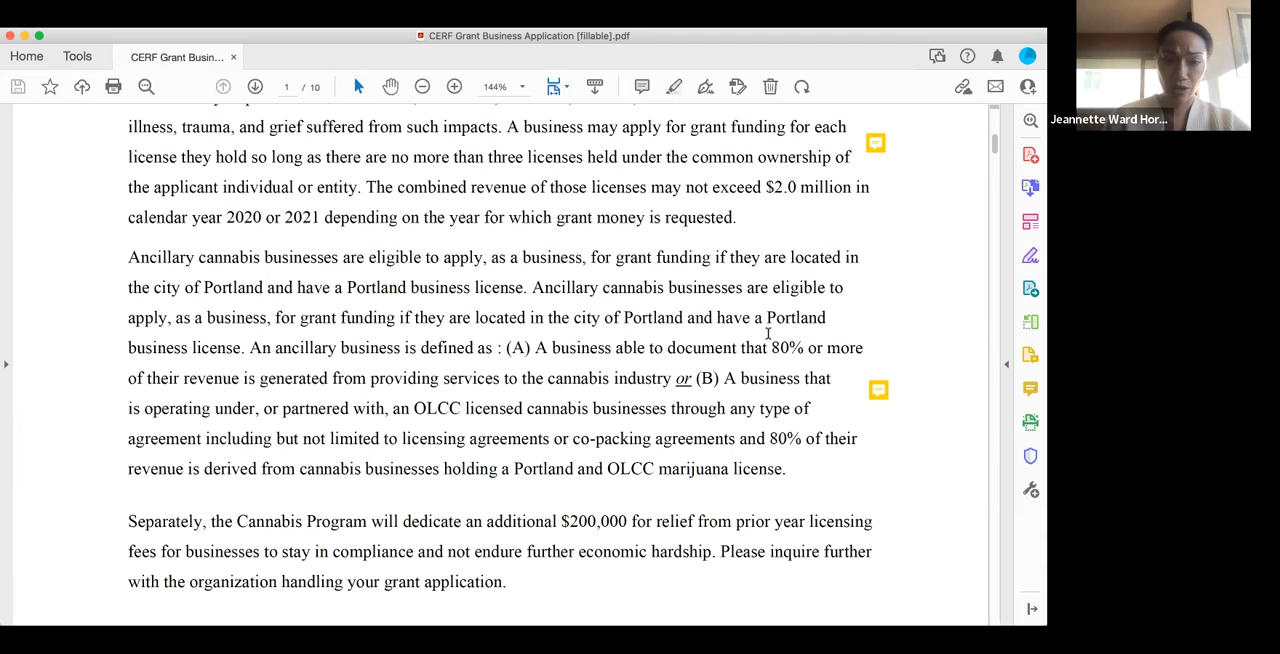 CERF Grant Business Application [fillable].pdf
Home Tools CERF Grant Busin... ×
1 / 10 144%
Jeannette Ward Hor...
illness, trauma, and grief suffered from such impacts. A business may apply for grant funding for each
license they hold so long as there are no more than three licenses held under the common ownership of
the applicant individual or entity. The combined revenue of those licenses may not exceed $2.0 million in
calendar year 2020 or 2021 depending on the year for which grant money is requested.
Ancillary cannabis businesses are eligible to apply, as a business, for grant funding if they are located in
the city of Portland and have a Portland business license. Ancillary cannabis businesses are eligible to
apply, as a business, for grant funding if they are located in the city of Portland and have a Portland
business license. An ancillary business is defined as : (A) A business able to document that 80% or more
of their revenue is generated from providing services to the cannabis industry or (B) A business that
is operating under, or partnered with, an OLCC licensed cannabis businesses through any type of
agreement including but not limited to licensing agreements or co-packing agreements and 80% of their
revenue is derived from cannabis businesses holding a Portland and OLCC marijuana license.
Separately, the Cannabis Program will dedicate an additional $200,000 for relief from prior year licensing
fees for businesses to stay in compliance and not endure further economic hardship. Please inquire further
with the organization handling your grant application.